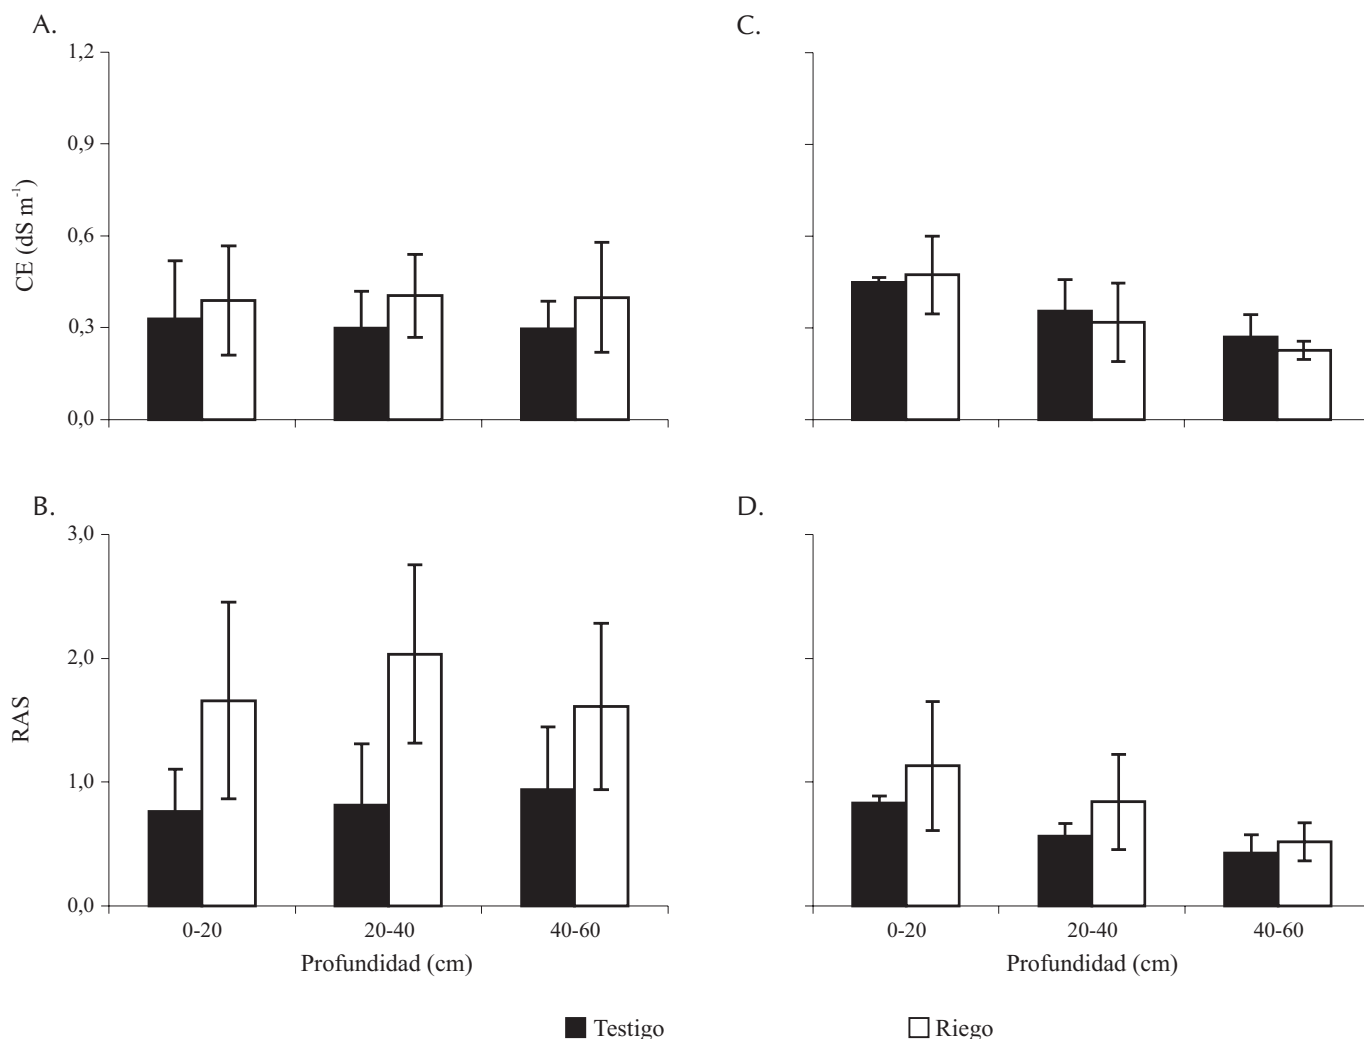 A.
1,2
0,9
0,6
0,3
0,0
CE (dS m⁻¹)
C.
B.
3,0
2,0
1,0
0,0
RAS
0-20 20-40 40-60
Profundidad (cm)
D.
0-20 20-40 40-60
Profundidad (cm)
Testigo Riego